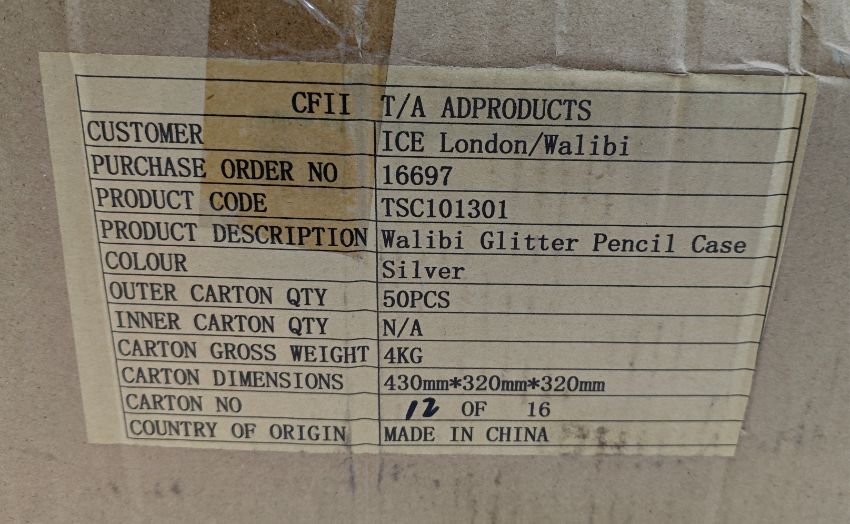 CFII T/A ADPRODUCTS
CUSTOMER ICE London/Walibi
PURCHASE ORDER NO 16697
PRODUCT CODE TSC101301
PRODUCT DESCRIPTION Walibi Glitter Pencil Case
COLOUR Silver
OUTER CARTON QTY 50PCS
INNER CARTON QTY N/A
CARTON GROSS WEIGHT 4KG
CARTON DIMENSIONS 430mm*320mm*320mm
CARTON NO 12 OF 16
COUNTRY OF ORIGIN MADE IN CHINA